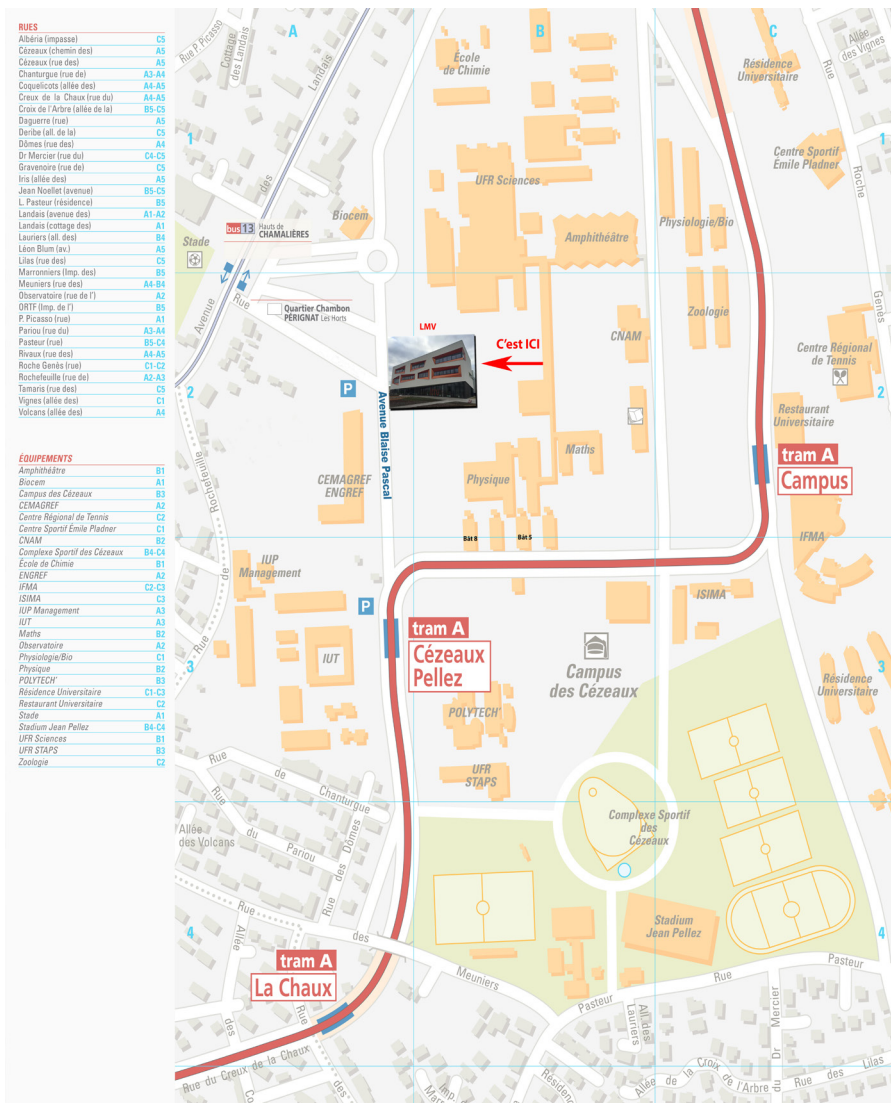 RUES
Albéria (impasse) C5
Cézeaux (chemin des) A5
Cézeaux (rue des) A5
Chanturgue (rue de) A3-A4
Coquelicots (allée des) A4-A5
Creux de la Chaux (rue du) A4-A5
Croix de l'Arbre (allée de la) B5-C5
Daguerre (rue) A5
Deribe (all. de la) C5
Dômes (rue des) A4
Dr Mercier (rue du) C4-C5
Gravenoire (rue de) C5
Iris (allée des) A5
Jean Noellet (avenue) B5-C5
L. Pasteur (résidence) B5
Landais (avenue des) A1-A2
Landais (cottage des) A1
Lauriers (all. des) B4
Léon Blum (av.) A5
Lilas (rue des) C5
Marronniers (Imp. des) B5
Meuniers (rue des) A4-B4
Observatoire (rue de l') A2
ORTF (Imp. de l') B5
P. Picasso (rue) A1
Pariou (rue du) A3-A4
Pasteur (rue) B5-C4
Rivaux (rue des) A4-A5
Roche Genès (rue) C1-C2
Rochefeuille (rue de) A2-A3
Tamaris (rue des) C5
Vignes (allée des) C1
Volcans (allée des) A4
ÉQUIPEMENTS
Amphithéâtre B1
Biocem A1
Campus des Cézeaux B3
CEMAGREF A2
Centre Régional de Tennis C2
Centre Sportif Émile Pladner C1
CNAM B2
Complexe Sportif des Cézeaux B4-C4
École de Chimie B1
ENGREF A2
IFMA C2-C3
ISIMA C3
IUP Management A3
IUT A3
Maths B2
Observatoire A2
Physiologie/Bio C1
Physique B2
POLYTECH' B3
Résidence Universitaire C1-C3
Restaurant Universitaire C2
Stade A1
Stadium Jean Pellez B4-C4
UFR Sciences B1
UFR STAPS B3
Zoologie C2
A
B
C
Rue P. Picasso
Cottage
des Landais
Avenue des Landais
École
de Chimie
Résidence
Universitaire
Allée
des Vignes
Rue Roche Genès
1
1
Centre Sportif
Émile Pladner
UFR Sciences
Biocem
bus 13 Hauts de
CHAMALIÈRES
Stade
Amphithéâtre
Physiologie/Bio
Rue
Quartier Chambon
PÉRIGNAT Les Horts
LMV
C'est ICI
Zoologie
CNAM
Centre Régional
de Tennis
2
2
P
Avenue Blaise Pascal
Restaurant
Universitaire
Maths
tram A
Campus
CEMAGREF
ENGREF
Physique
Rue de Rochefeuille
Bât 8
Bât 5
IFMA
IUP
Management
ISIMA
P
tram A
Cézeaux
Pellez
IUT
3
3
Campus
des Cézeaux
Résidence
Universitaire
POLYTECH'
UFR
STAPS
Rue de Chanturgue
Allée
des Volcans
Rue du Pariou
Rue des Dômes
Complexe Sportif
des
Cézeaux
Stadium
Jean Pellez
4
4
Rue des Meuniers
Allée des
tram A
La Chaux
Rue Pasteur
Pasteur
All. des
Lauriers
Rue du Dr Mercier
Rue du Creux de la Chaux
Rue des
Allée de la Croix de l'Arbre
Rue des Lilas
Imp.